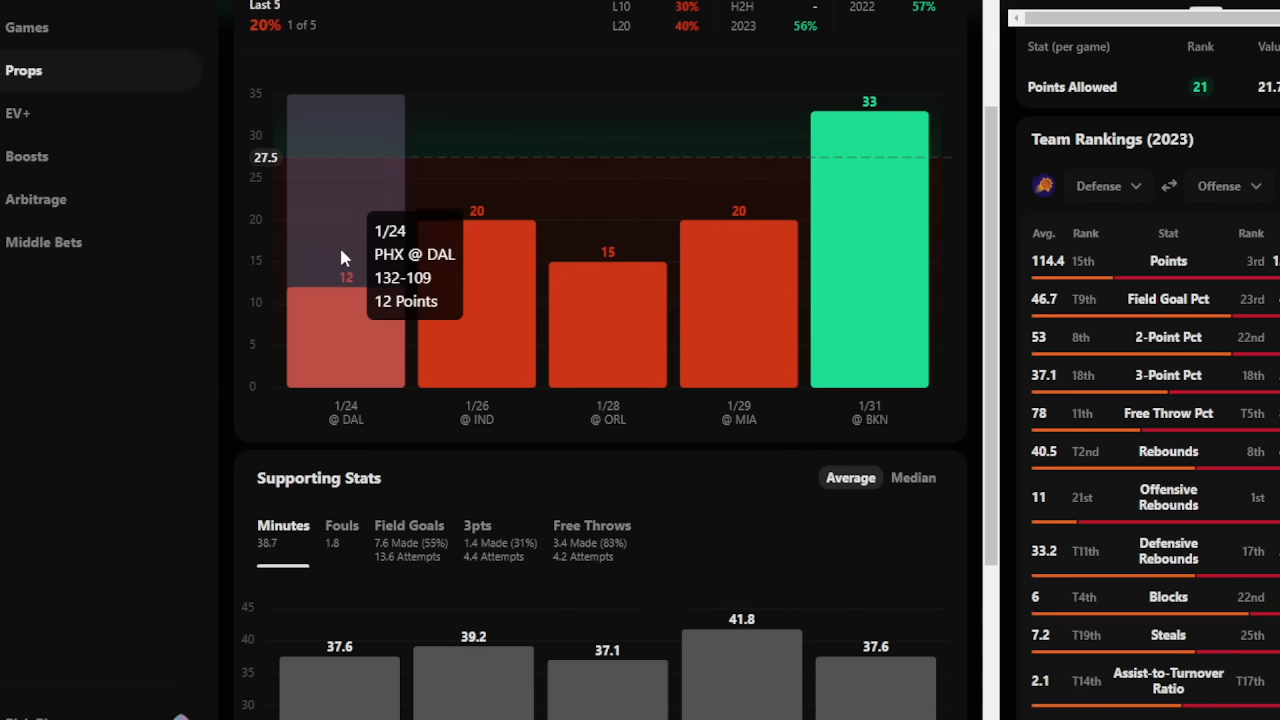 Games
Props
EV+
Boosts
Arbitrage
Middle Bets
Last 5
20% 1 of 5
L10 30% H2H - 2022 57%
L20 40% 2023 56%
35
30
27.5
25
20
15
10
5
0
12
20
15
20
33
1/24
PHX @ DAL
132-109
12 Points
1/24 1/26 1/28 1/29 1/31
@ DAL @ IND @ ORL @ MIA @ BKN
Supporting Stats
Average Median
Minutes Fouls Field Goals 3pts Free Throws
38.7 1.8 7.6 Made (55%) 1.4 Made (31%) 3.4 Made (83%)
13.6 Attempts 4.4 Attempts 4.2 Attempts
45
40
35
30
37.6 39.2 37.1 41.8 37.6
Stat (per game) Rank
Points Allowed 21
Team Rankings (2023)
Defense Offense
Avg. Rank Stat Rank
114.4 15th Points 3rd
46.7 T9th Field Goal Pct 23rd
53 8th 2-Point Pct 22nd
37.1 18th 3-Point Pct 18th
78 11th Free Throw Pct T5th
40.5 T2nd Rebounds 8th
11 21st Offensive Rebounds 1st
33.2 T11th Defensive Rebounds 17th
6 T4th Blocks 22nd
7.2 T19th Steals 25th
2.1 T14th Assist-to-Turnover Ratio T17th